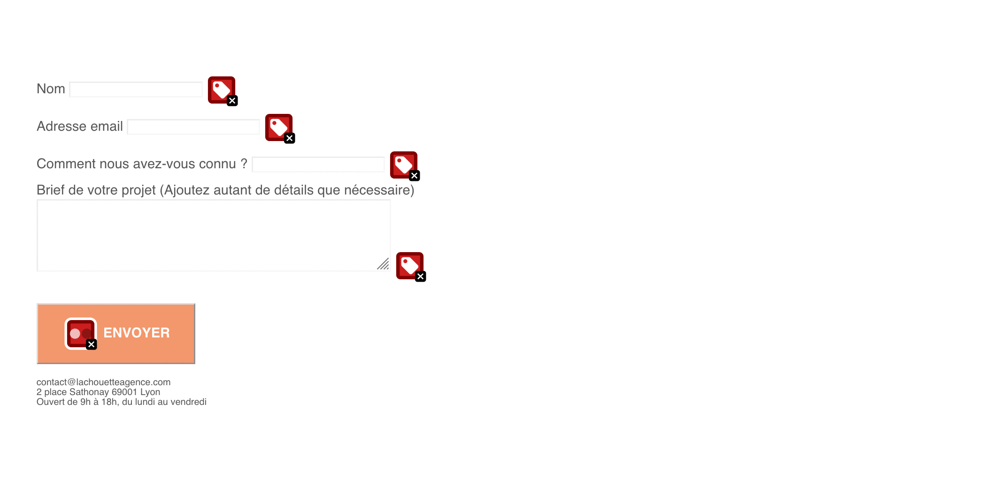 Nom
Adresse email
Comment nous avez-vous connu ?
Brief de votre projet (Ajoutez autant de détails que nécessaire)
ENVOYER
contact@lachouetteagence.com
2 place Sathonay 69001 Lyon
Ouvert de 9h à 18h, du lundi au vendredi